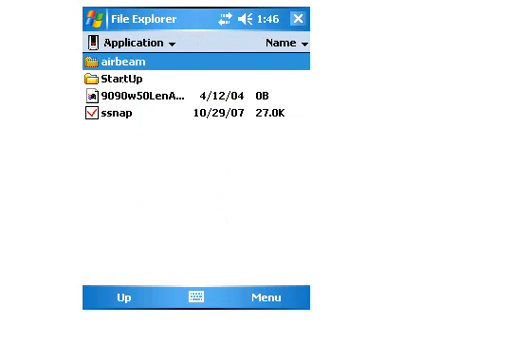 File Explorer 1:46
Application Name
airbeam
StartUp
9090w50LenA... 4/12/04 0B
ssnap 10/29/07 27.0K
Up Menu